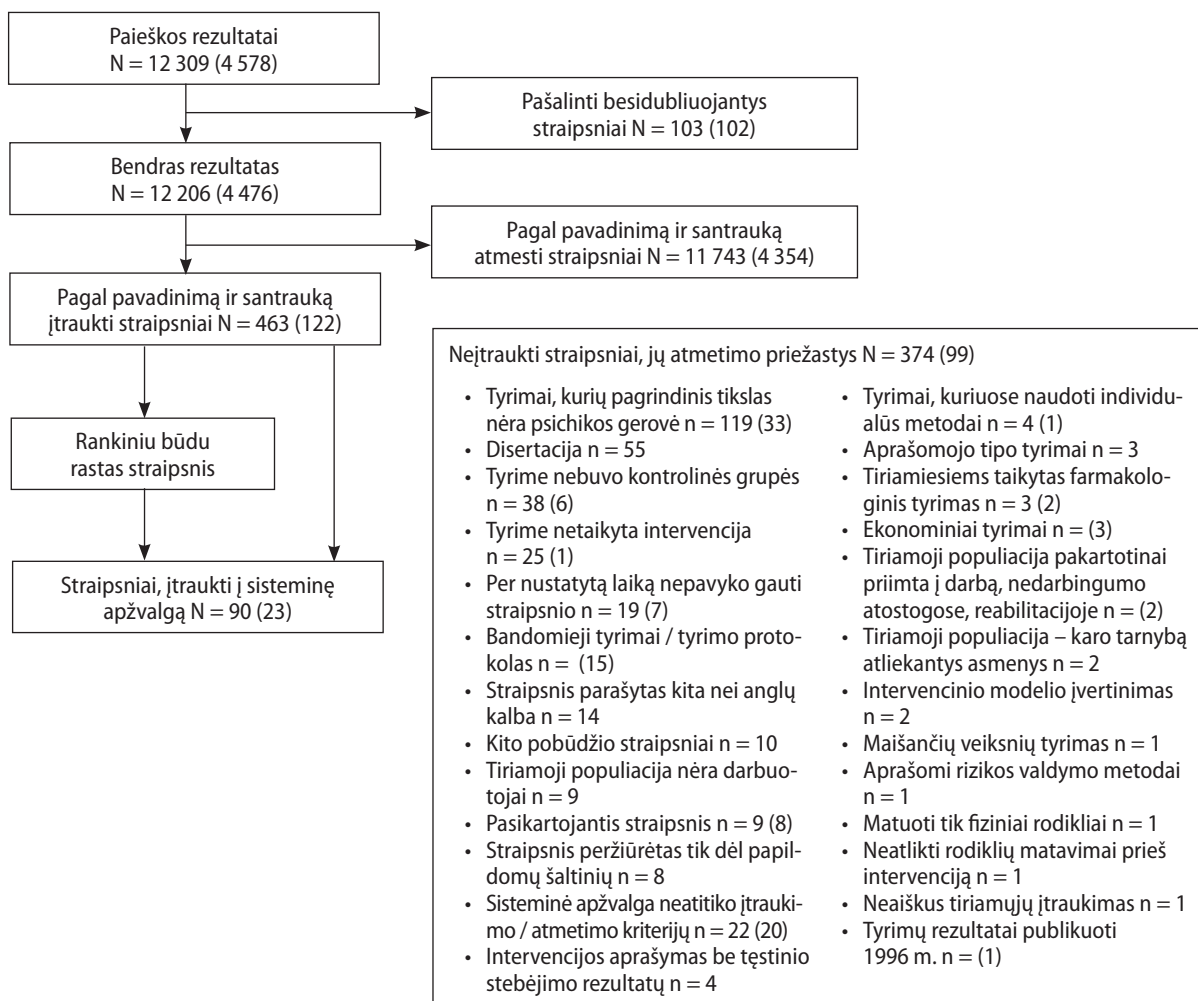 Paieškos rezultatai
N = 12 309 (4 578)
Pašalinti besidubliuojantys
straipsniai N = 103 (102)
Bendras rezultatas
N = 12 206 (4 476)
Pagal pavadinimą ir santrauką
atmesti straipsniai N = 11 743 (4 354)
Pagal pavadinimą ir santrauką
įtraukti straipsniai N = 463 (122)
Rankiniu būdu
rastas straipsnis
Straipsniai, įtraukti į sisteminę
apžvalgą N = 90 (23)
Neįtraukti straipsniai, jų atmetimo priežastys N = 374 (99)
• Tyrimai, kurių pagrindinis tikslas
nėra psichikos gerovė n = 119 (33)
• Disertacija n = 55
• Tyrime nebuvo kontrolinės grupės
n = 38 (6)
• Tyrime netaikyta intervencija
n = 25 (1)
• Per nustatytą laiką nepavyko gauti
straipsnio n = 19 (7)
• Bandomieji tyrimai / tyrimo proto-
kolas n = (15)
• Straipsnis parašytas kita nei anglų
kalba n = 14
• Kito pobūdžio straipsniai n = 10
• Tiriamoji populiacija nėra darbuo-
tojai n = 9
• Pasikartojantis straipsnis n = 9 (8)
• Straipsnis peržiūrėtas tik dėl papil-
domų šaltinių n = 8
• Sisteminė apžvalga neatitiko įtrauki-
mo / atmetimo kriterijų n = 22 (20)
• Intervencijos aprašymas be tęstinio
stebėjimo rezultatų n = 4
• Tyrimai, kuriuose naudoti individu-
alūs metodai n = 4 (1)
• Aprašomojo tipo tyrimai n = 3
• Tiriamiesiems taikytas farmakolo-
ginis tyrimas n = 3 (2)
• Ekonominiai tyrimai n = (3)
• Tiriamoji populiacija pakartotinai
priimta į darbą, nedarbingumo
atostogose, reabilitacijoje n = (2)
• Tiriamoji populiacija – karo tarnybą
atliekantys asmenys n = 2
• Intervencinio modelio įvertinimas
n = 2
• Maišančių veiksnių tyrimas n = 1
• Aprašomi rizikos valdymo metodai
n = 1
• Matuoti tik fiziniai rodikliai n = 1
• Neatlikti rodiklių matavimai prieš
intervenciją n = 1
• Neaiškus tiriamųjų įtraukimas n = 1
• Tyrimų rezultatai publikuoti
1996 m. n = (1)